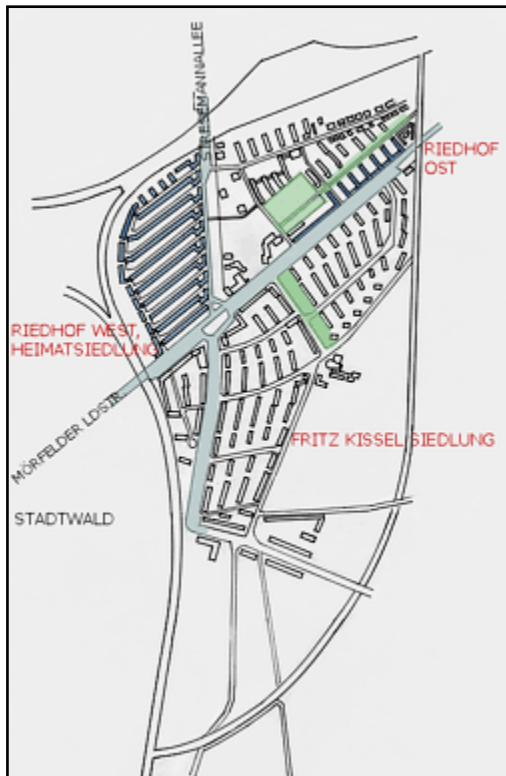 STRESEMANNALLEE
RIEDHOF
OST
RIEDHOF WEST,
HEIMATSIEDLUNG
MÖRFELDER LDSTR
FRITZ KISSEL SIEDLUNG
STADTWALD